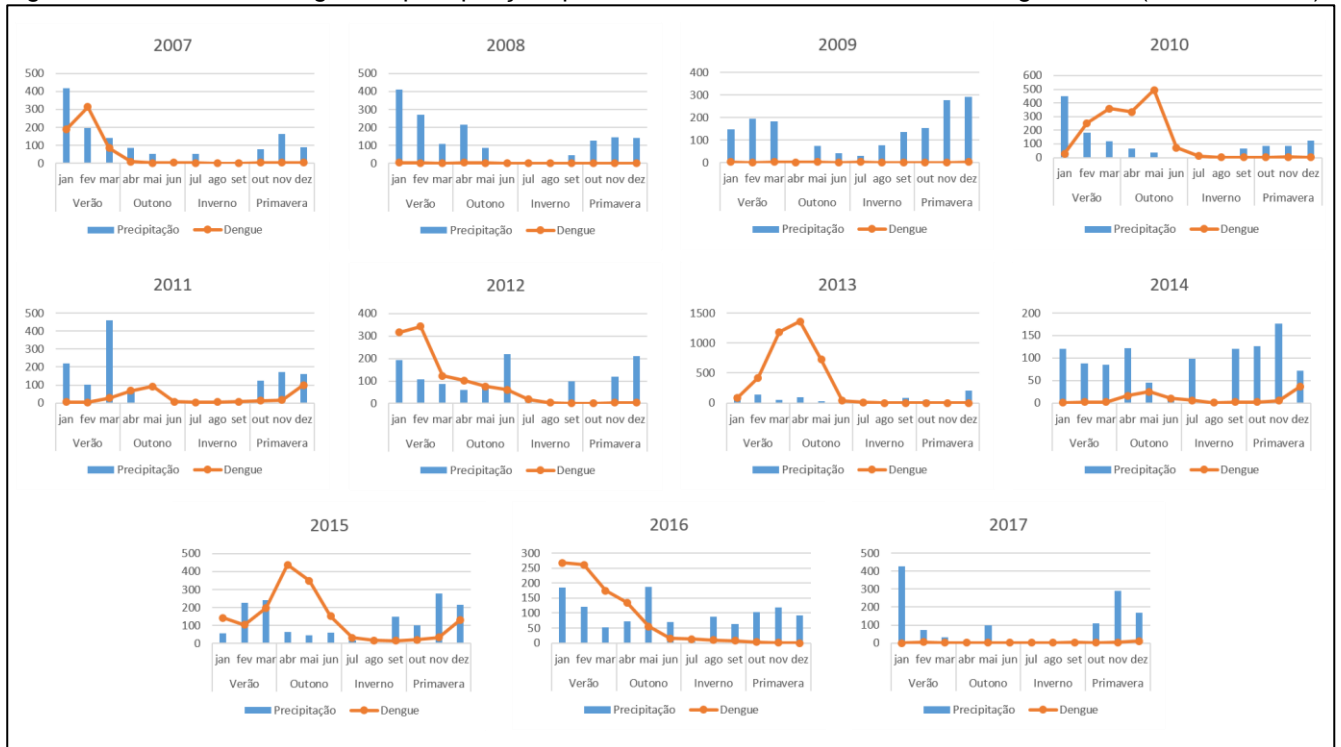 2007
500
400
300
200
100
0
jan fev mar abr mai jun jul ago set out nov dez
Verão Outono Inverno Primavera
Precipitação Dengue
2008
500
400
300
200
100
0
jan fev mar abr mai jun jul ago set out nov dez
Verão Outono Inverno Primavera
Precipitação Dengue
2009
400
300
200
100
0
jan fev mar abr mai jun jul ago set out nov dez
Verão Outono Inverno Primavera
Precipitação Dengue
2010
600
500
400
300
200
100
0
jan fev mar abr mai jun jul ago set out nov dez
Verão Outono Inverno Primavera
Precipitação Dengue
2011
500
400
300
200
100
0
jan fev mar abr mai jun jul ago set out nov dez
Verão Outono Inverno Primavera
Precipitação Dengue
2012
400
300
200
100
0
jan fev mar abr mai jun jul ago set out nov dez
Verão Outono Inverno Primavera
Precipitação Dengue
2013
1500
1000
500
0
jan fev mar abr mai jun jul ago set out nov dez
Verão Outono Inverno Primavera
Precipitação Dengue
2014
200
150
100
50
0
jan fev mar abr mai jun jul ago set out nov dez
Verão Outono Inverno Primavera
Precipitação Dengue
2015
500
400
300
200
100
0
jan fev mar abr mai jun jul ago set out nov dez
Verão Outono Inverno Primavera
Precipitação Dengue
2016
300
250
200
150
100
50
0
jan fev mar abr mai jun jul ago set out nov dez
Verão Outono Inverno Primavera
Precipitação Dengue
2017
500
400
300
200
100
0
jan fev mar abr mai jun jul ago set out nov dez
Verão Outono Inverno Primavera
Precipitação Dengue